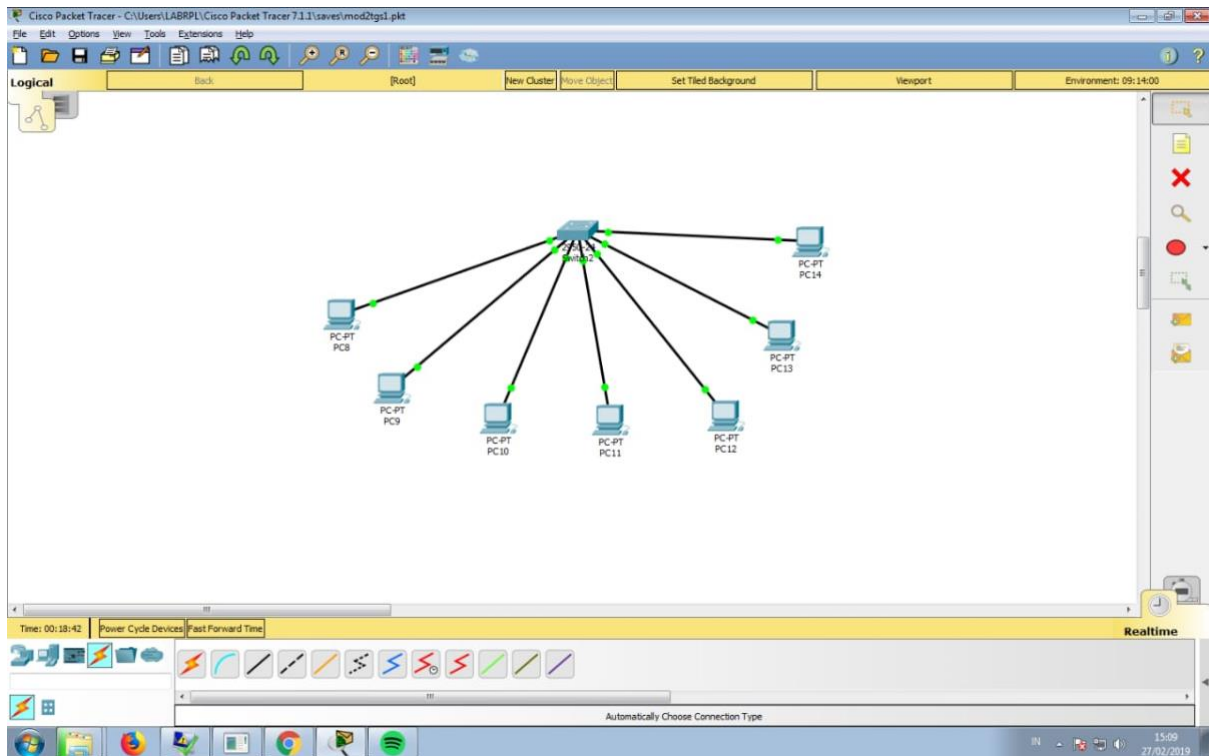 Cisco Packet Tracer - C:\Users\LABRPL\Cisco Packet Tracer 7.1.1\saves\mod2tgs1.pkt
File Edit Options View Tools Extensions Help
Logical Back [Root] New Cluster Move Object Set Tiled Background Viewport Environment: 09:14:00
Switch2
PC-PT
PC14
PC-PT
PC8
PC-PT
PC13
PC-PT
PC9
PC-PT
PC10
PC-PT
PC11
PC-PT
PC12
Time: 00:18:42 Power Cycle Devices Fast Forward Time
Realtime
Automatically Choose Connection Type
IN 15:09
27/02/2019